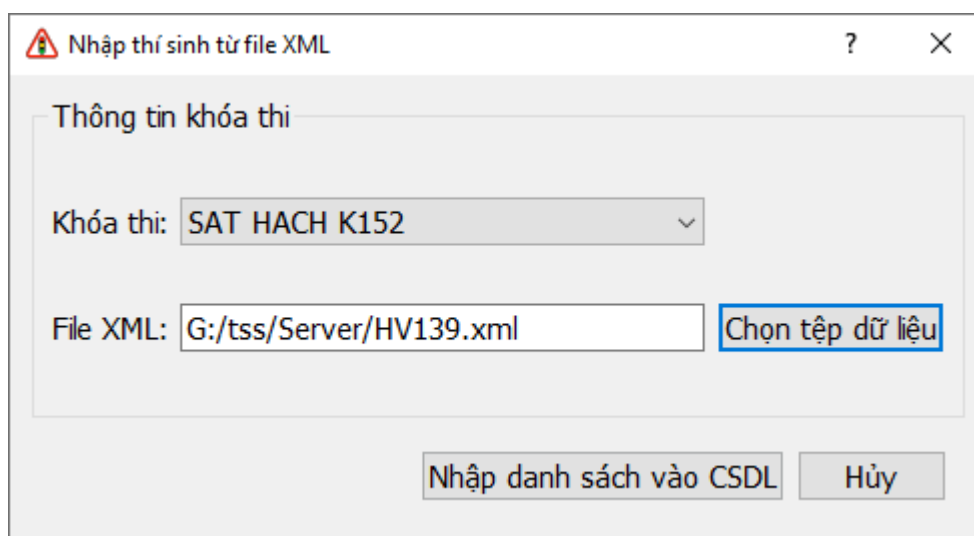 Nhập thí sinh từ file XML
?
Thông tin khóa thi
Khóa thi: SAT HACH K152
File XML: G:/tss/Server/HV139.xml Chọn tệp dữ liệu
Nhập danh sách vào CSDL Hủy